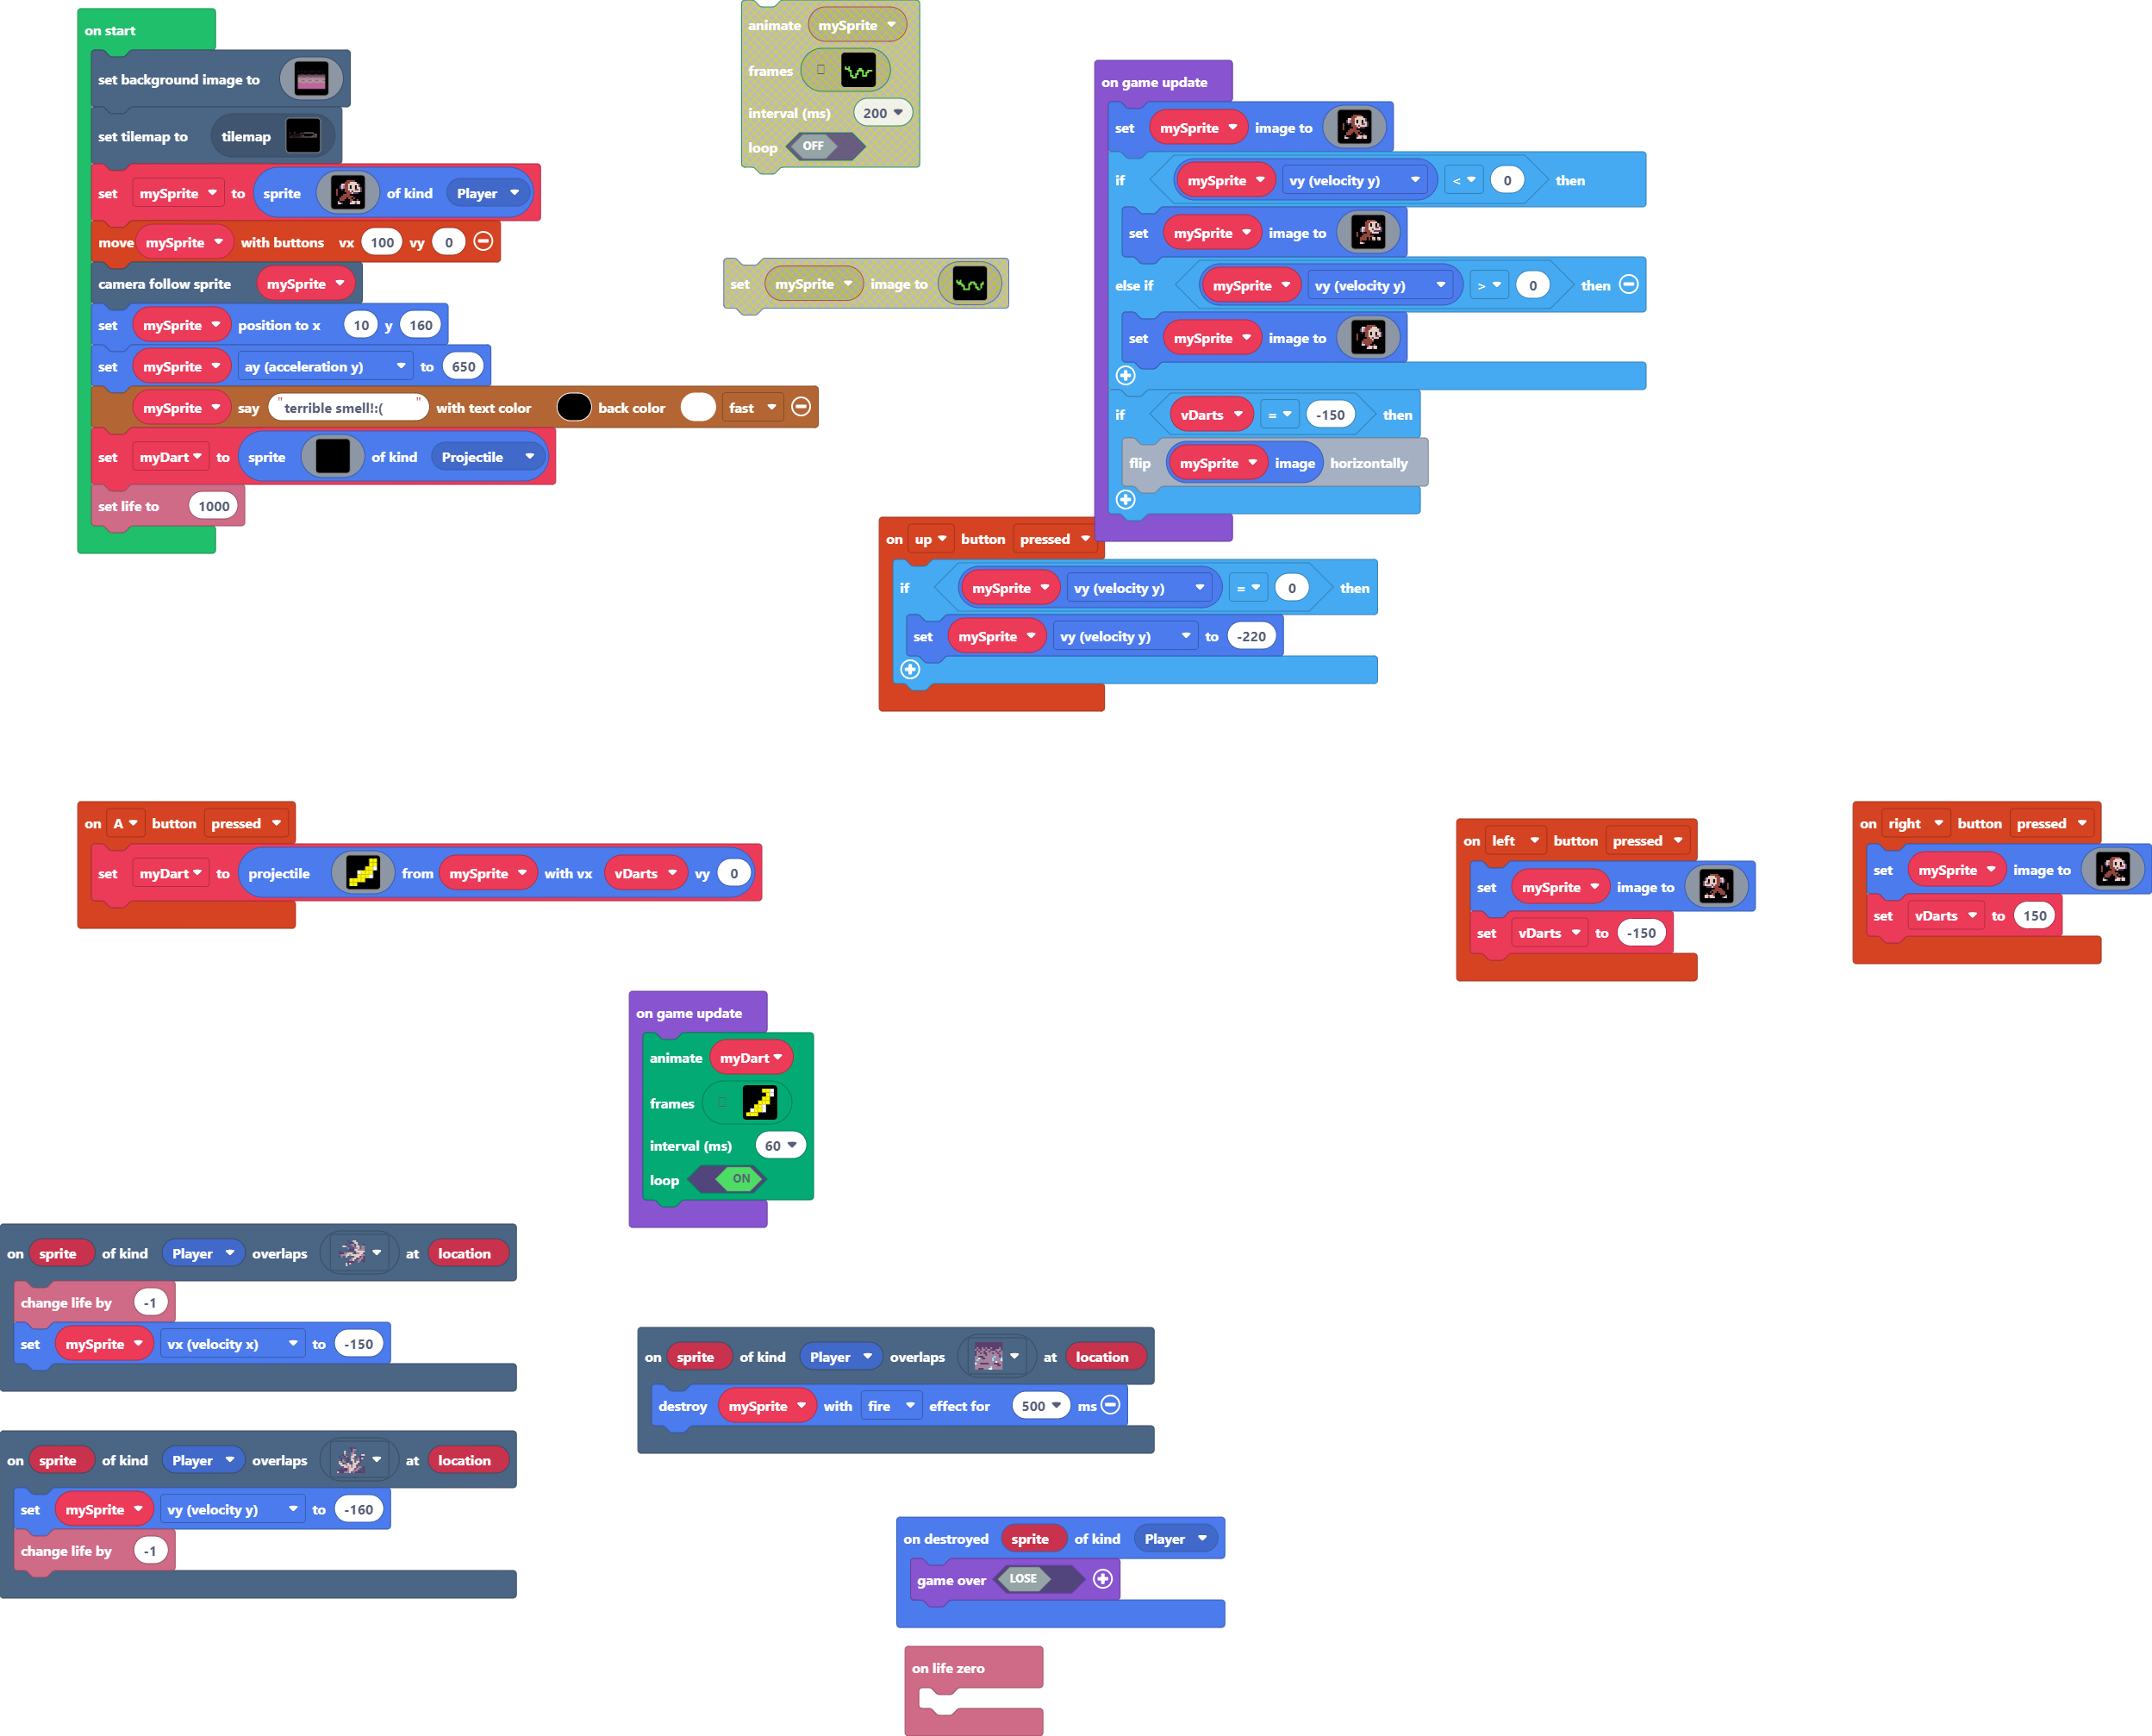 on start
set background image to
set tilemap to tilemap
set mySprite to sprite of kind Player
move mySprite with buttons vx 100 vy 0
camera follow sprite mySprite
set mySprite position to x 10 y 160
set mySprite ay (acceleration y) to 650
mySprite say "terrible smell!:( " with text color back color fast
set myDart to sprite of kind Projectile
set life to 1000
animate mySprite
frames
interval (ms) 200
loop OFF
set mySprite image to
on game update
set mySprite image to
if mySprite vy (velocity y) < 0 then
set mySprite image to
else if mySprite vy (velocity y) > 0 then
set mySprite image to
if vDarts = -150 then
flip mySprite image horizontally
on up button pressed
if mySprite vy (velocity y) = 0 then
set mySprite vy (velocity y) to -220
on A button pressed
set myDart to projectile from mySprite with vx vDarts vy 0
on left button pressed
set mySprite image to
set vDarts to -150
on right button pressed
set mySprite image to
set vDarts to 150
on game update
animate myDart
frames
interval (ms) 60
loop ON
on sprite of kind Player overlaps at location
change life by -1
set mySprite vx (velocity x) to -150
on sprite of kind Player overlaps at location
destroy mySprite with fire effect for 500 ms
on sprite of kind Player overlaps at location
set mySprite vy (velocity y) to -160
change life by -1
on destroyed sprite of kind Player
game over LOSE
on life zero